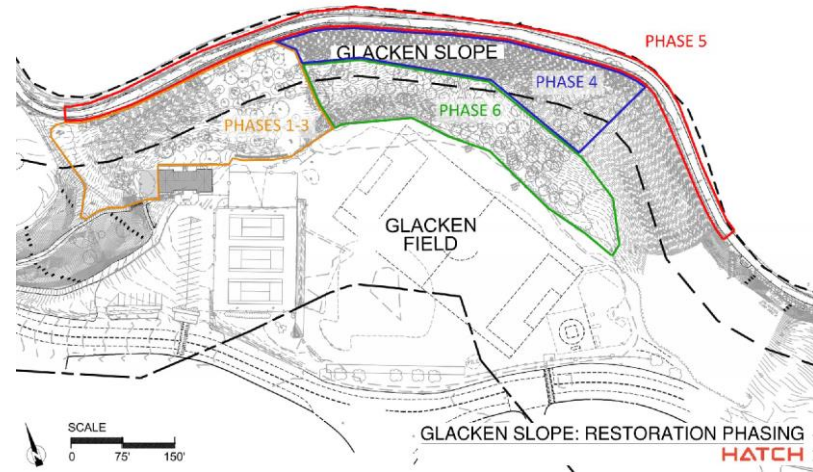 PHASE 5
GLACKEN SLOPE
PHASE 4
PHASES 1-3
PHASE 6
GLACKEN
FIELD
SCALE
0 75' 150'
GLACKEN SLOPE: RESTORATION PHASING
HATCH